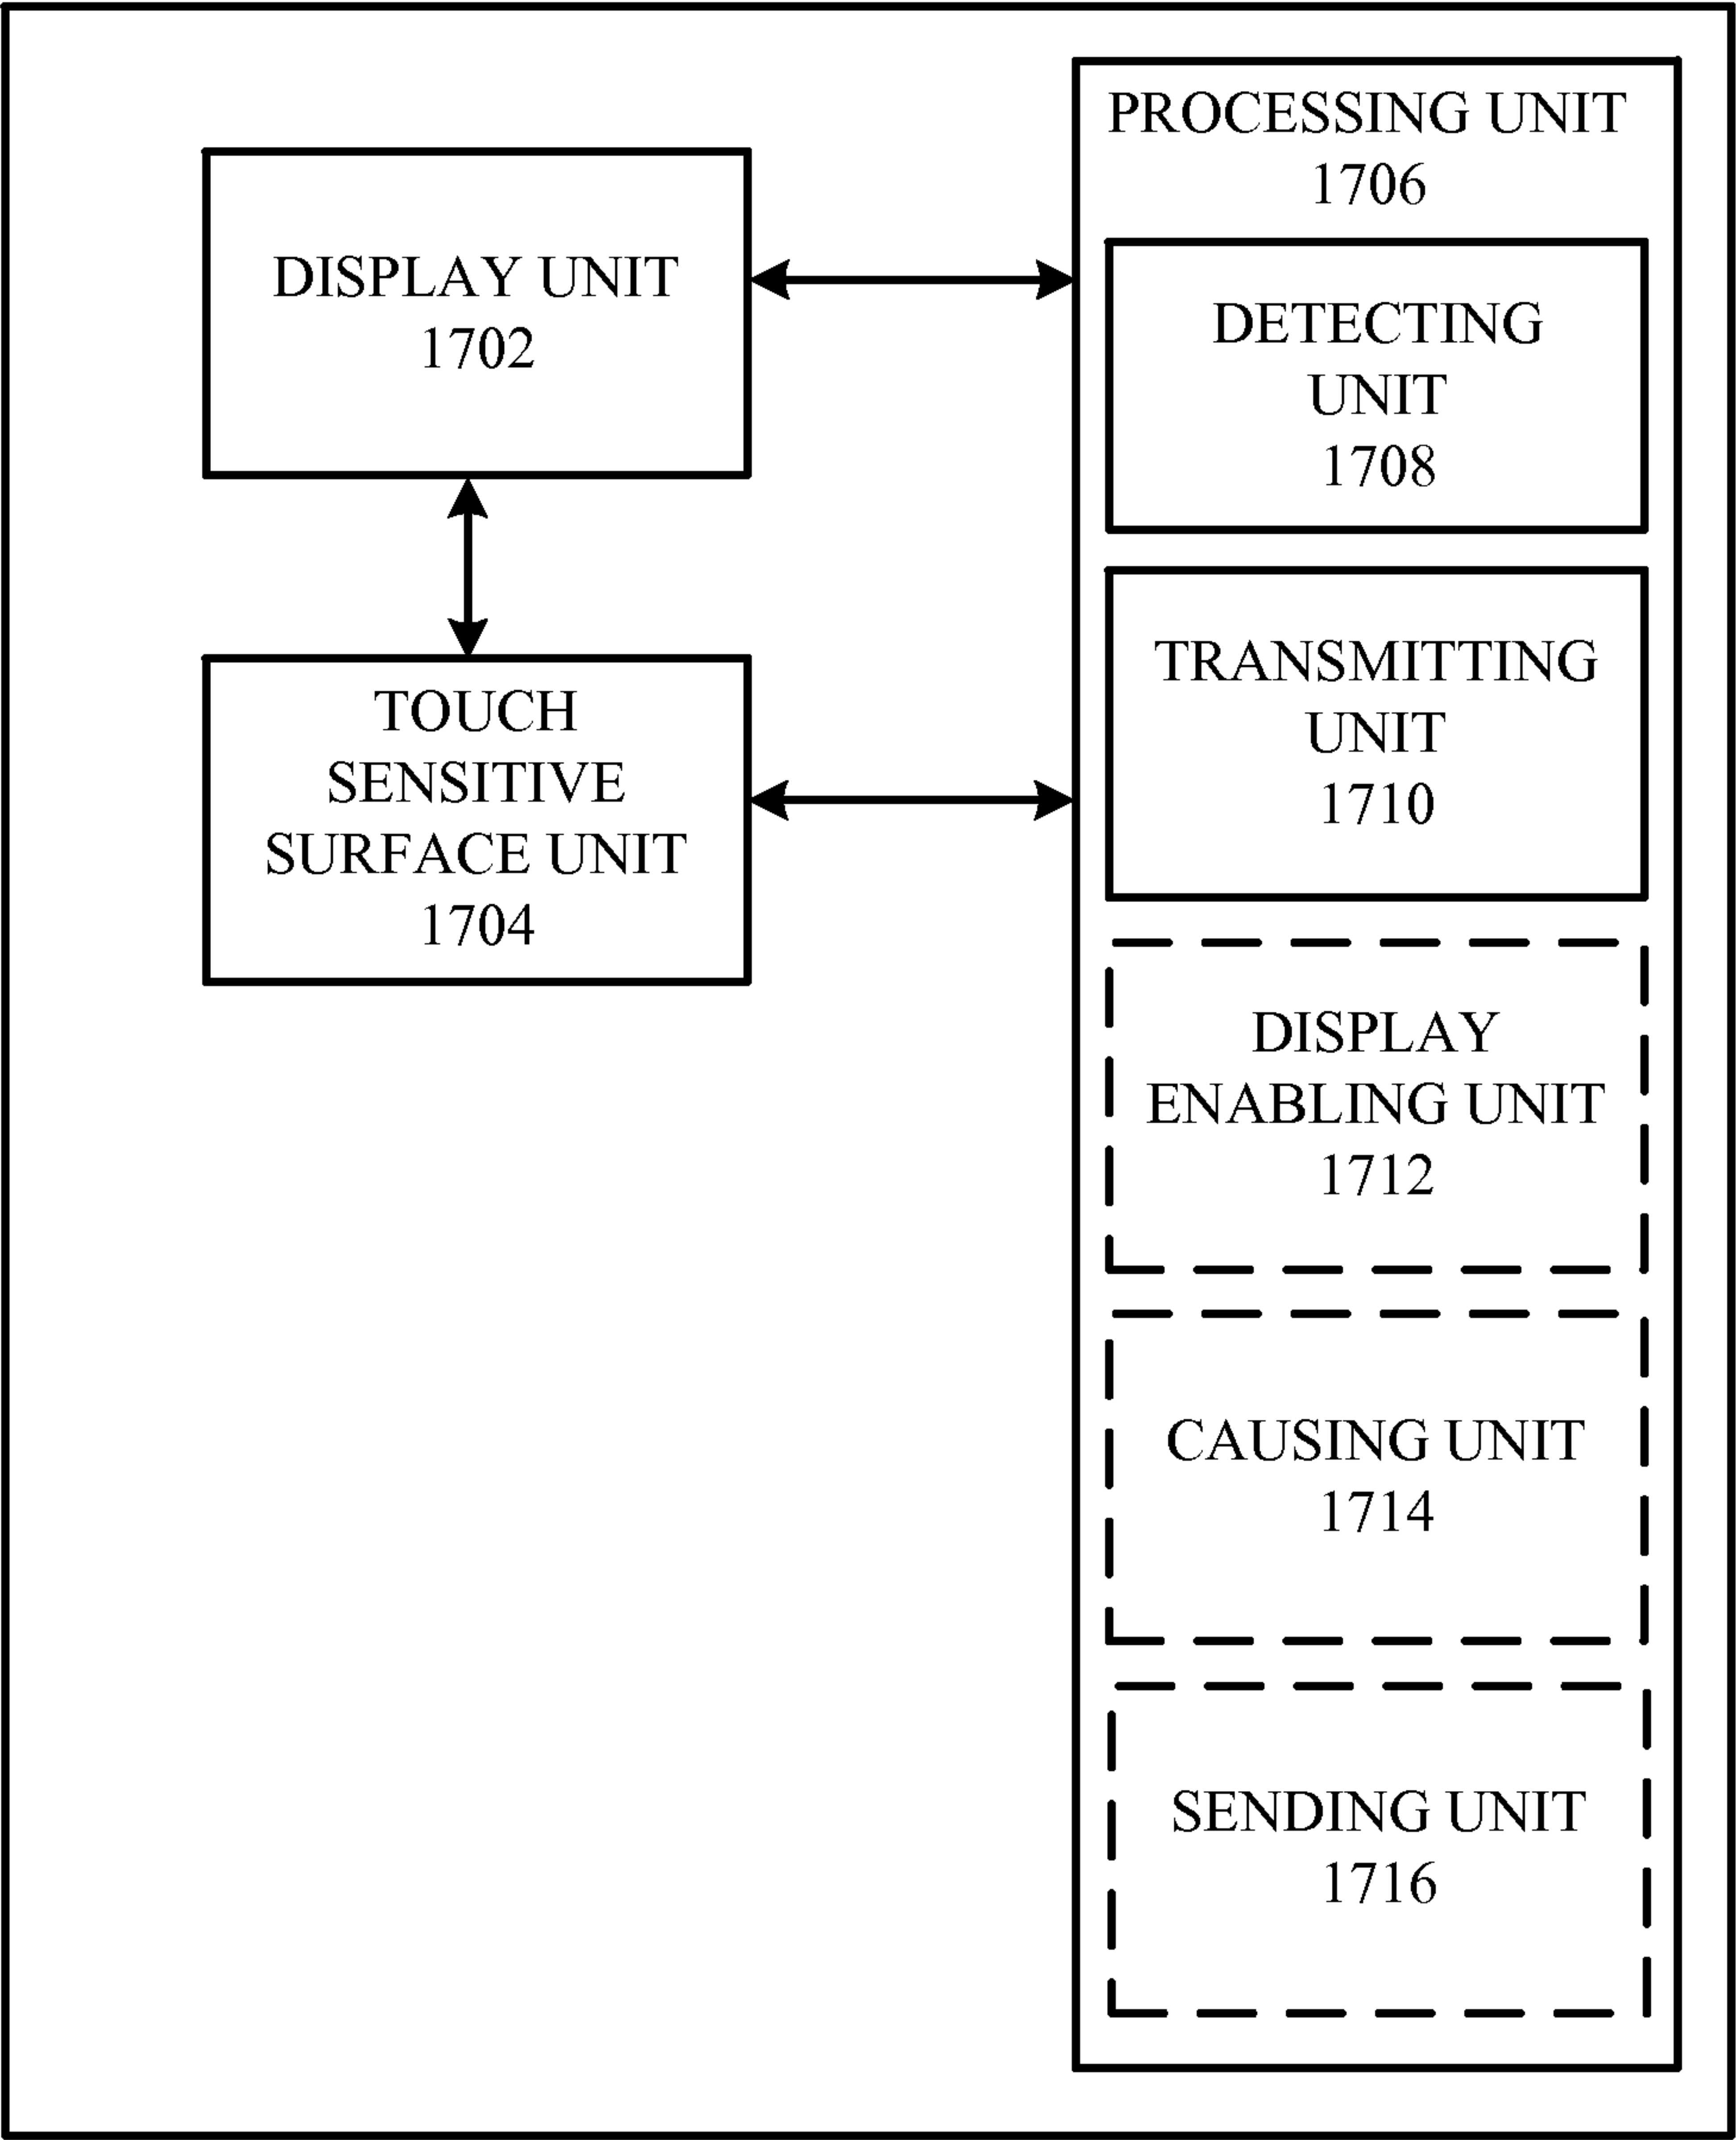 DISPLAY UNIT
1702
TOUCH
SENSITIVE
SURFACE UNIT
1704
PROCESSING UNIT
1706
DETECTING
UNIT
1708
TRANSMITTING
UNIT
1710
DISPLAY
ENABLING UNIT
1712
CAUSING UNIT
1714
SENDING UNIT
1716